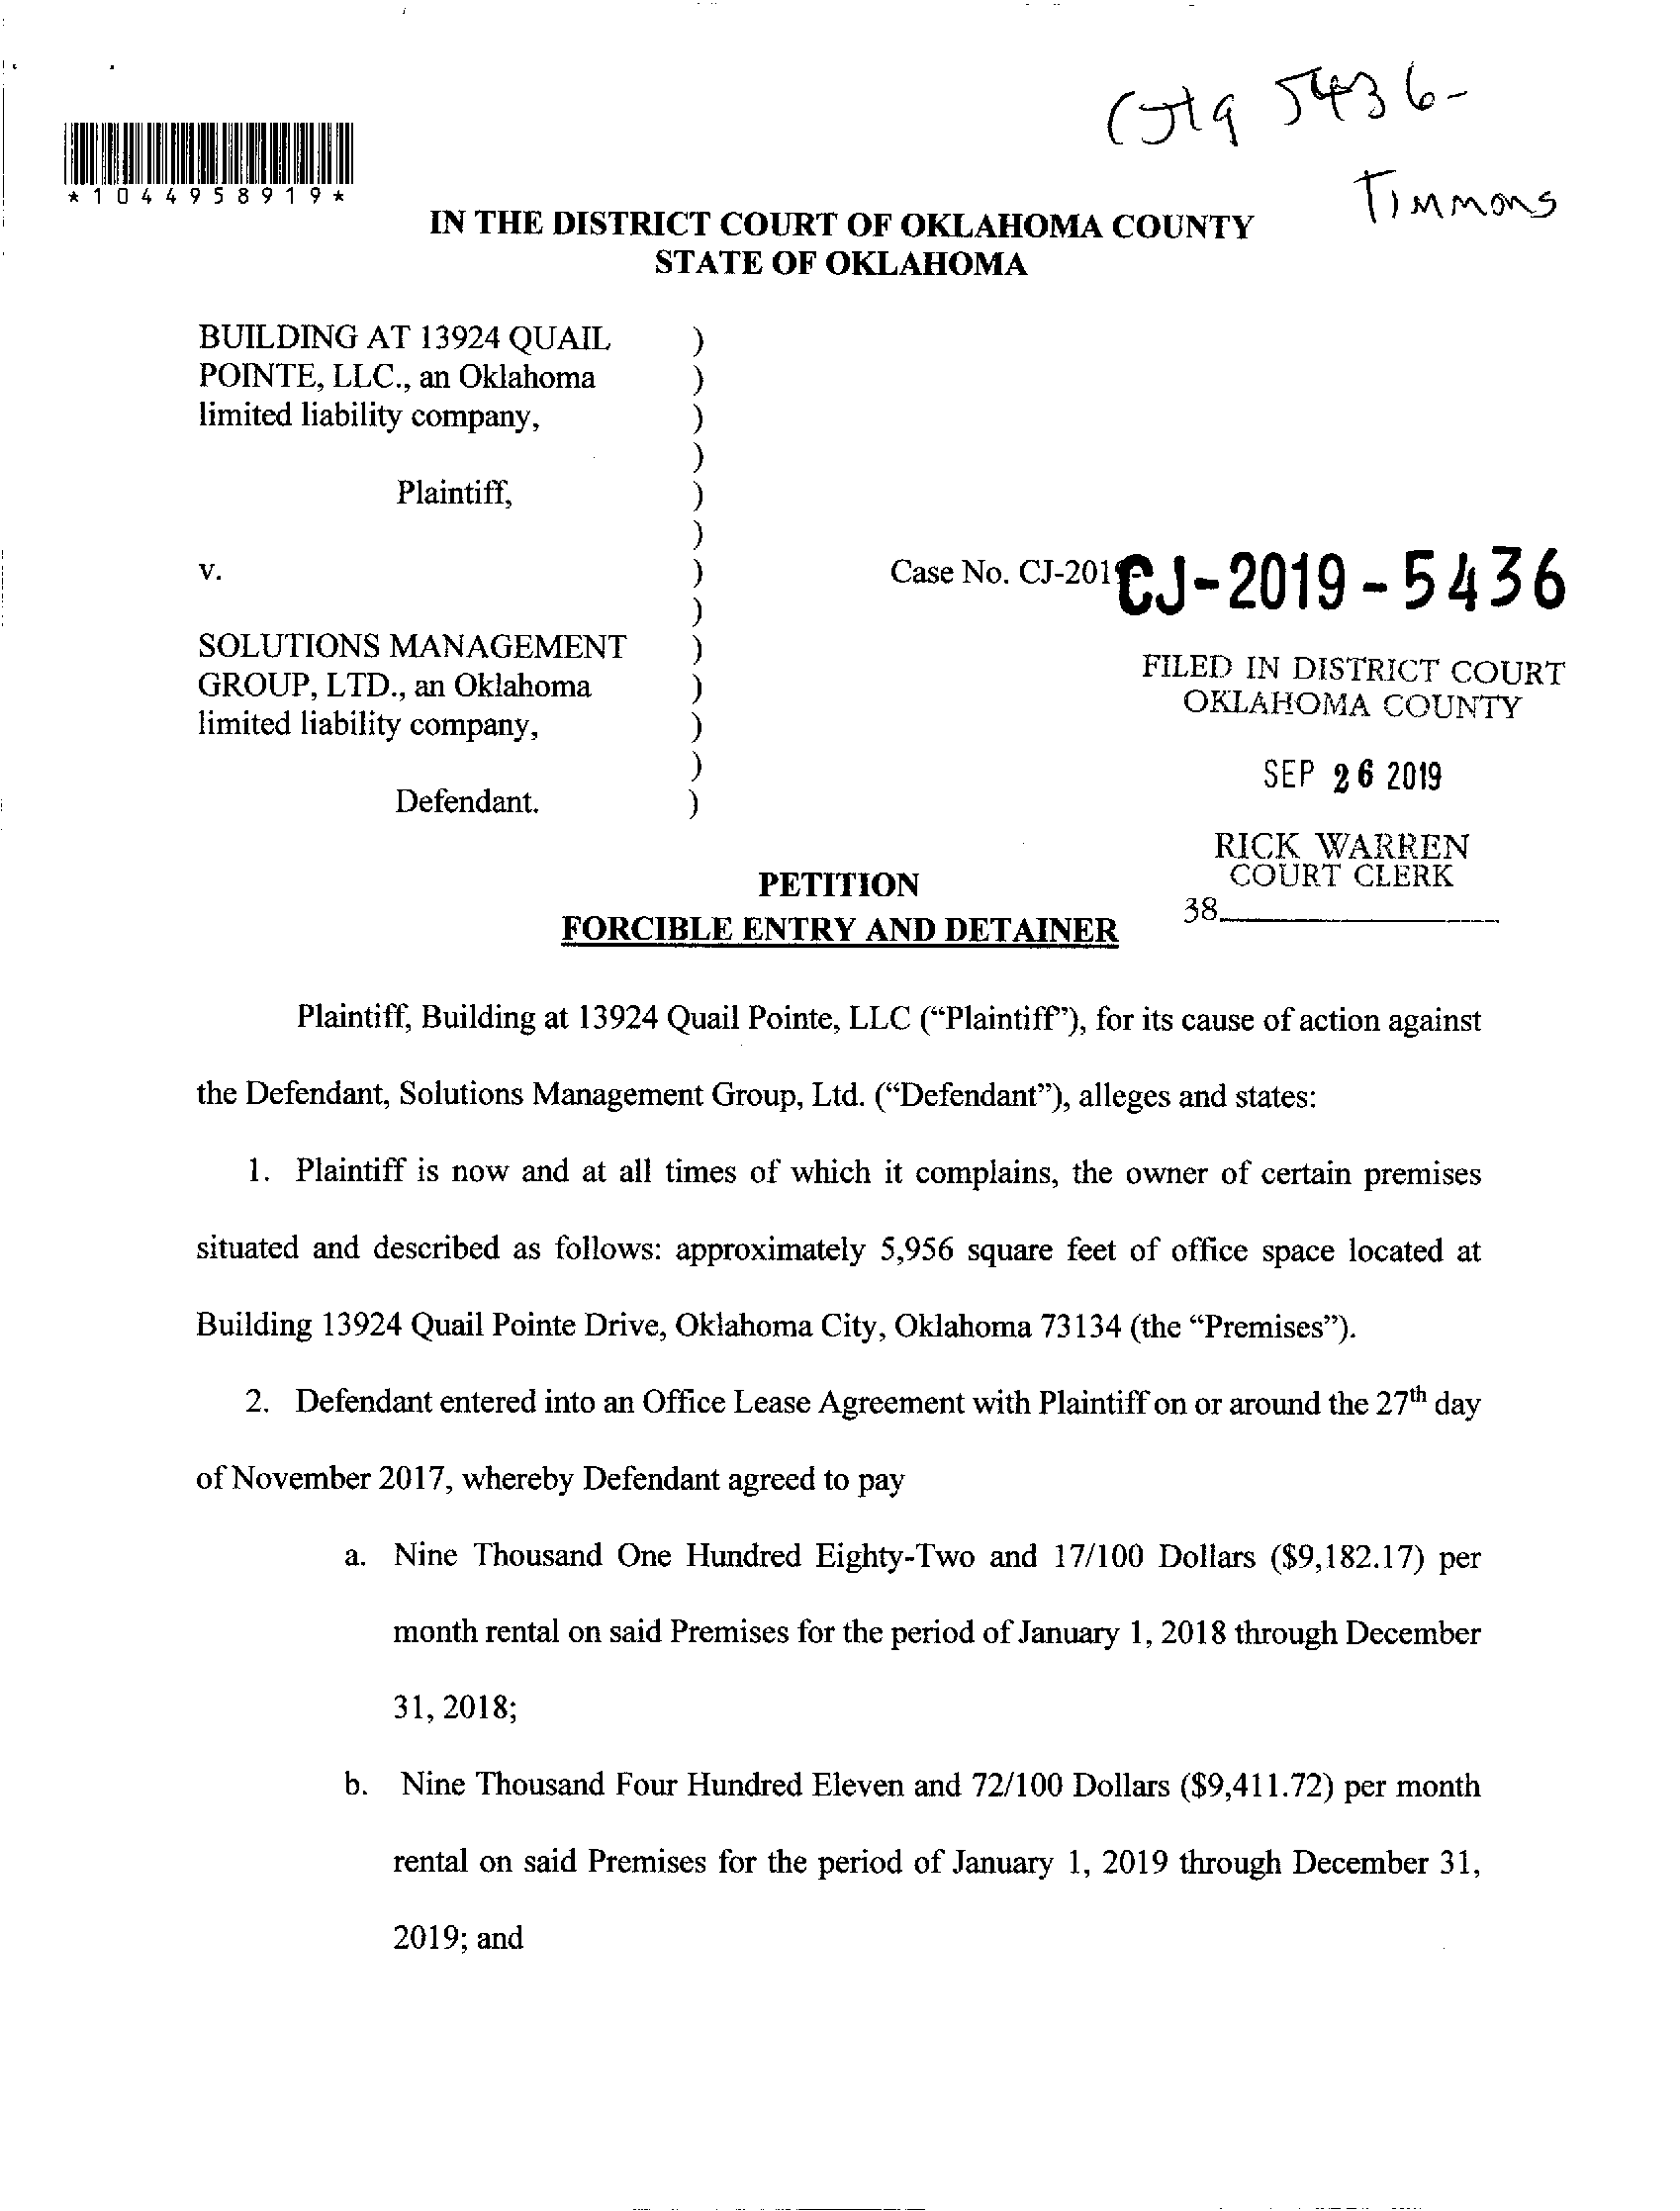 CJ19 5436-
Timmons
*1044958919*
IN THE DISTRICT COURT OF OKLAHOMA COUNTY
STATE OF OKLAHOMA
BUILDING AT 13924 QUAIL )
POINTE, LLC., an Oklahoma )
limited liability company, )
)
Plaintiff, )
)
v. ) Case No. CJ-201 CJ-2019-5436
)
SOLUTIONS MANAGEMENT )
GROUP, LTD., an Oklahoma )
limited liability company, )
)
Defendant. )
FILED IN DISTRICT COURT
OKLAHOMA COUNTY
SEP 26 2019
RICK WARREN
COURT CLERK
38
PETITION
FORCIBLE ENTRY AND DETAINER
Plaintiff, Building at 13924 Quail Pointe, LLC (“Plaintiff”), for its cause of action against
the Defendant, Solutions Management Group, Ltd. (“Defendant”), alleges and states:
1. Plaintiff is now and at all times of which it complains, the owner of certain premises
situated and described as follows: approximately 5,956 square feet of office space located at
Building 13924 Quail Pointe Drive, Oklahoma City, Oklahoma 73134 (the “Premises”).
2. Defendant entered into an Office Lease Agreement with Plaintiff on or around the 27th day
of November 2017, whereby Defendant agreed to pay
a. Nine Thousand One Hundred Eighty-Two and 17/100 Dollars ($9,182.17) per
month rental on said Premises for the period of January 1, 2018 through December
31, 2018;
b. Nine Thousand Four Hundred Eleven and 72/100 Dollars ($9,411.72) per month
rental on said Premises for the period of January 1, 2019 through December 31,
2019; and